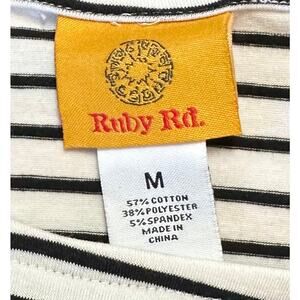 Ruby Rd.
M
57% COTTON
38% POLYESTER
5% SPANDEX
MADE IN
CHINA